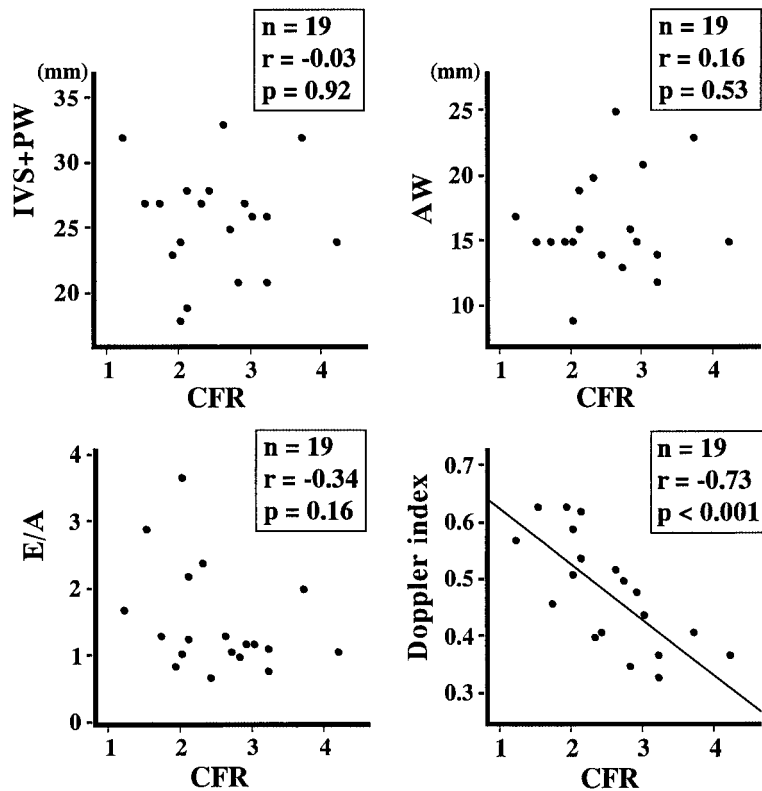 n = 19
r = -0.03
p = 0.92
(mm)
35
30
25
20
IVS+PW
1 2 3 4
CFR
n = 19
r = 0.16
p = 0.53
(mm)
25
20
15
10
AW
1 2 3 4
CFR
n = 19
r = -0.34
p = 0.16
4
3
2
1
0
E/A
1 2 3 4
CFR
n = 19
r = -0.73
p < 0.001
0.7
0.6
0.5
0.4
0.3
Doppler index
1 2 3 4
CFR